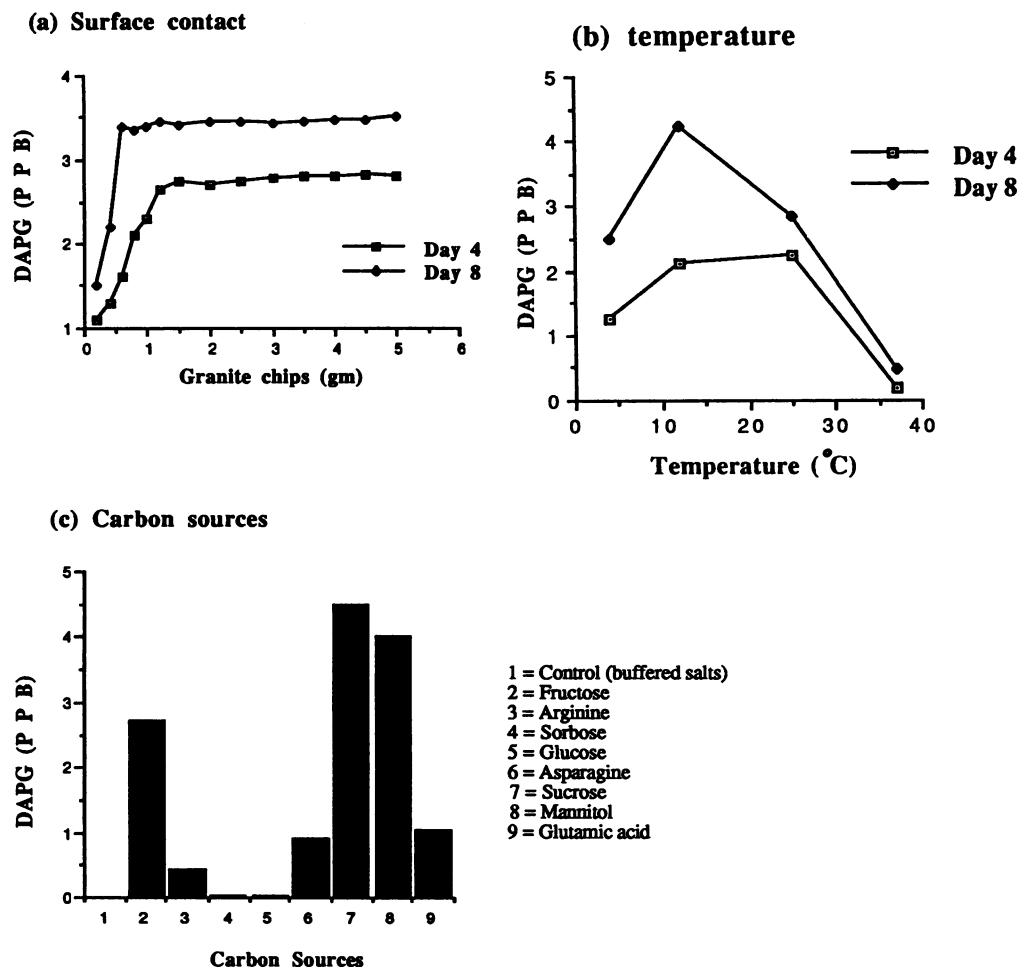 (a) Surface contact
DAPG (P P B)
4
3
2
1
0 1 2 3 4 5 6
Granite chips (gm)
Day 4
Day 8
(b) temperature
DAPG (P P B)
5
4
3
2
1
0
0 10 20 30 40
Temperature (°C)
Day 4
Day 8
(c) Carbon sources
DAPG (P P B)
5
4
3
2
1
0
1 2 3 4 5 6 7 8 9
Carbon Sources
1 = Control (buffered salts)
2 = Fructose
3 = Arginine
4 = Sorbose
5 = Glucose
6 = Asparagine
7 = Sucrose
8 = Mannitol
9 = Glutamic acid